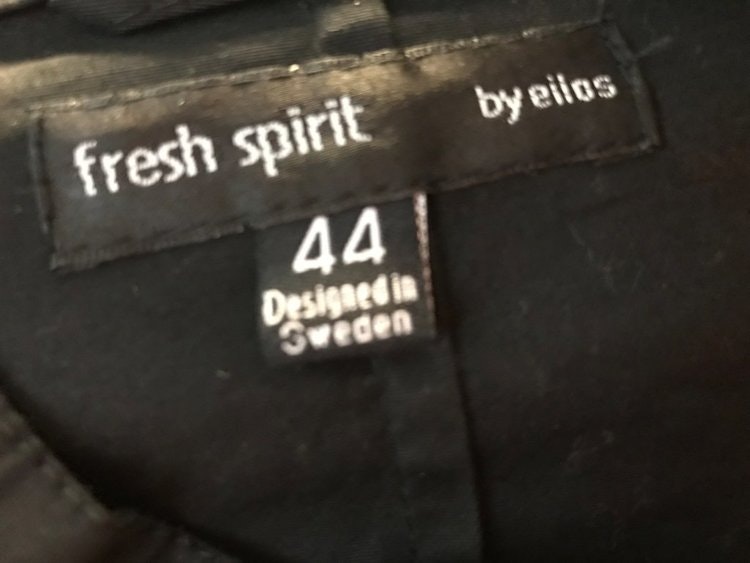 fresh spirit by eilos
44
Designed in
Sweden